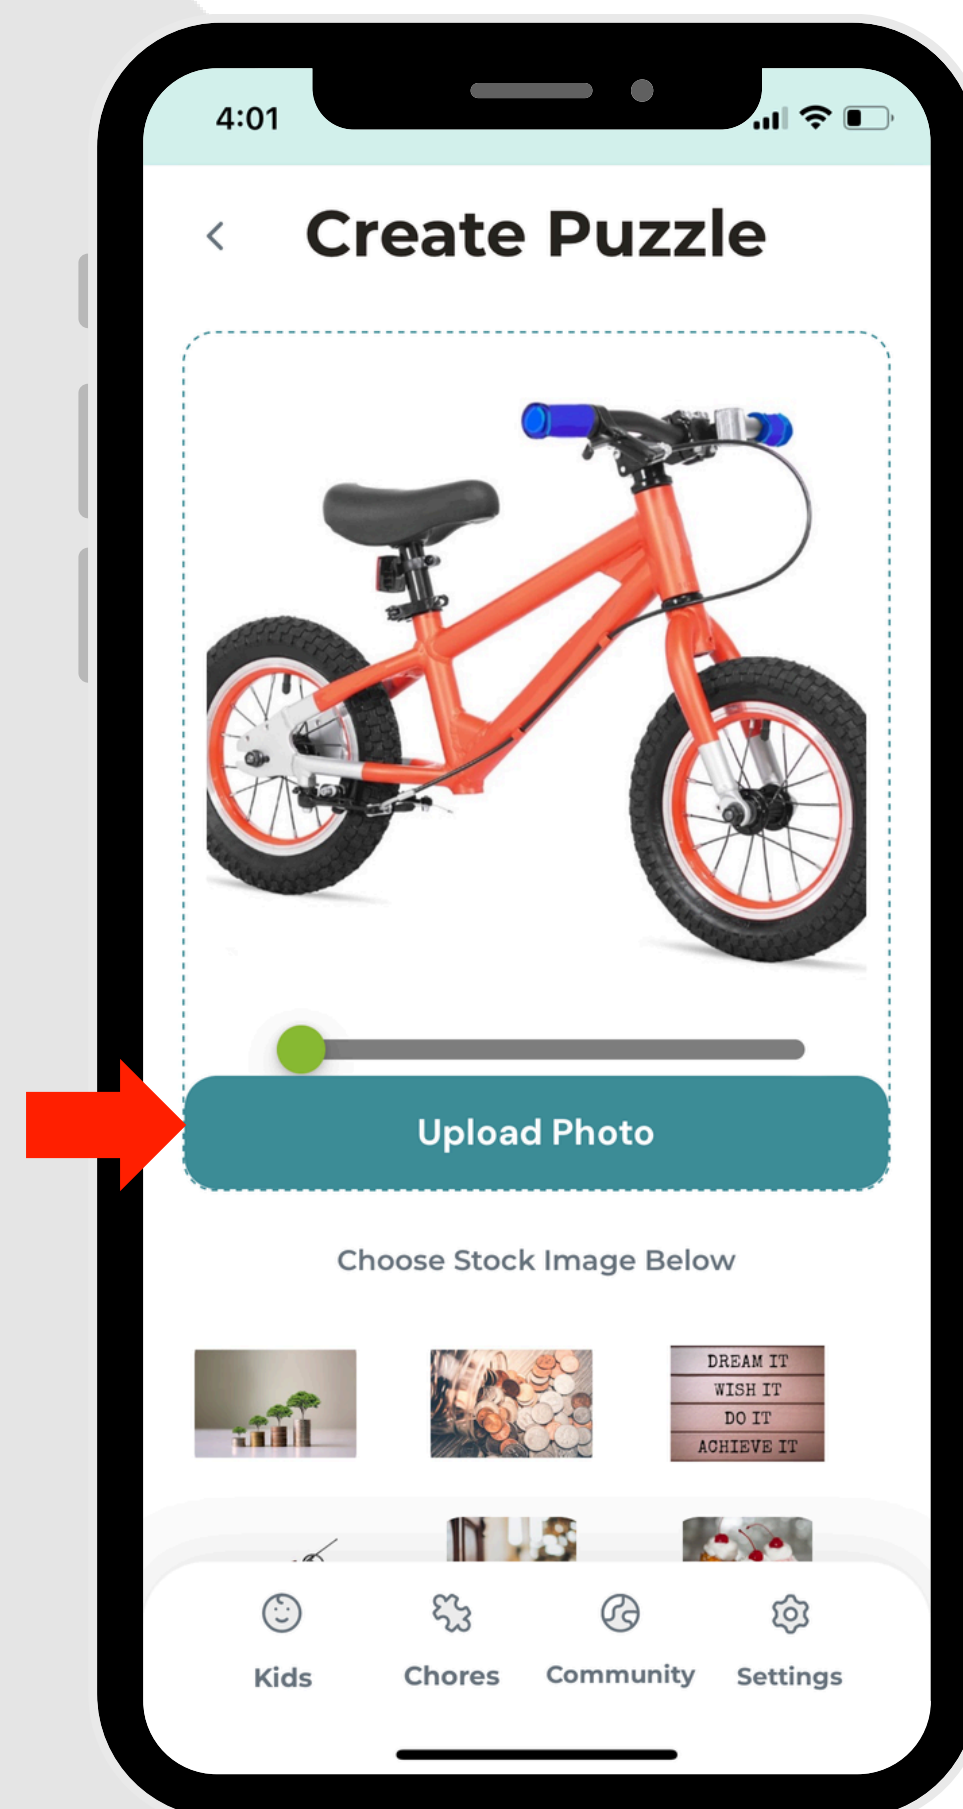 4:01
Create Puzzle
Upload Photo
Choose Stock Image Below
DREAM IT
WISH IT
DO IT
ACHIEVE IT
Kids
Chores
Community
Settings